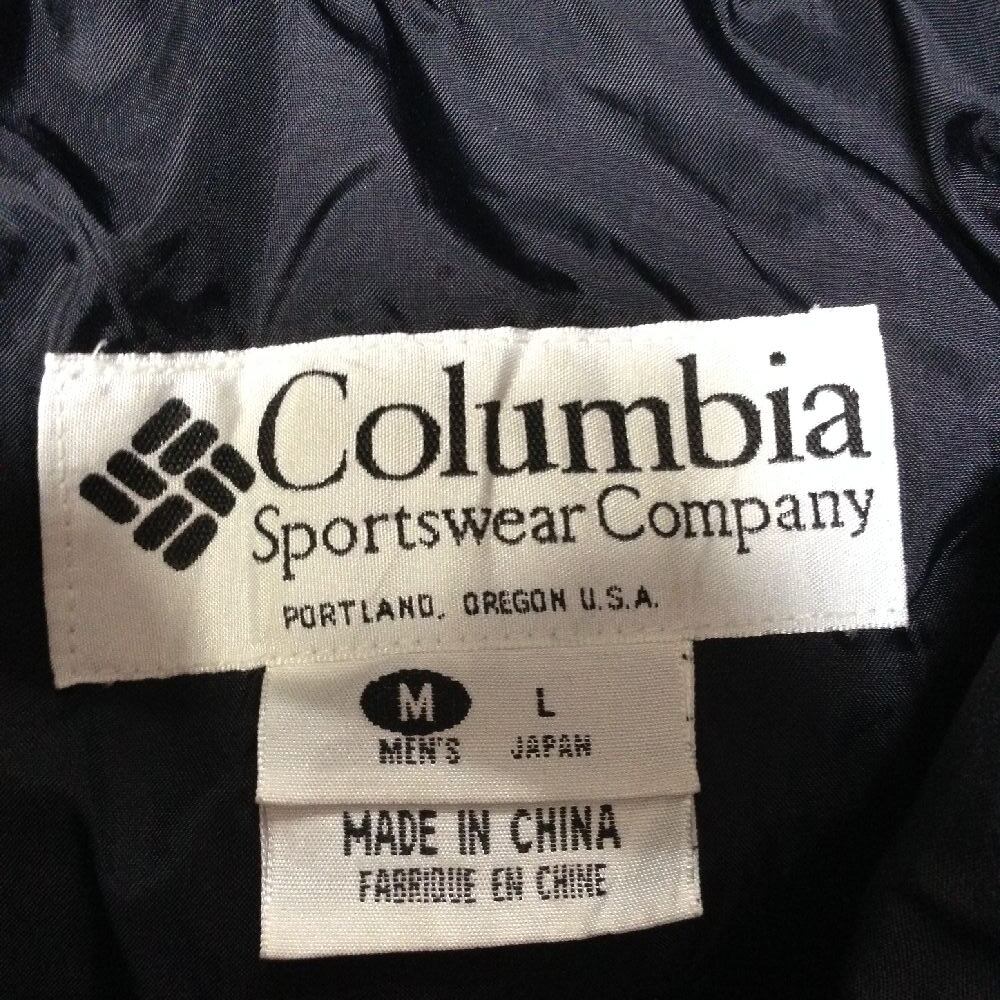 Columbia
Sportswear Company
PORTLAND, OREGON U.S.A.
M L
MEN'S JAPAN
MADE IN CHINA
FABRIQUE EN CHINE